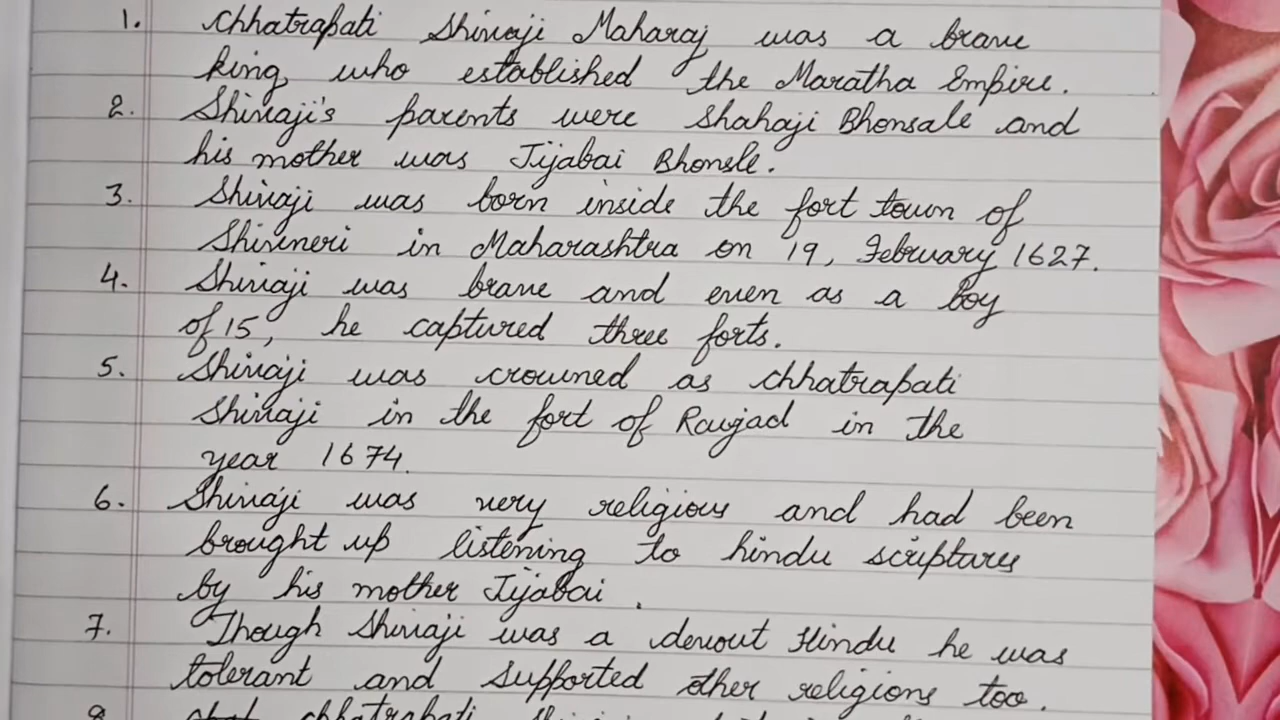 1. Chhatrapati Shivaji Maharaj was a brave
king, who established the Maratha Empire.
2. Shivaji's parents were Shahaji Bhonsale and
his mother was Jijabai Bhonsle.
3. Shivaji was born inside the fort town of
Shivneri in Maharashtra on 19, February 1627.
4. Shivaji was brave and even as a boy
of 15, he captured three forts.
5. Shivaji was crowned as chhatrapati
Shivaji in the fort of Raigad in the
year 1674.
6. Shivaji was very religious and had been
brought up listening to hindu scriptures
by his mother Jijabai.
7. Though Shivaji was a devout Hindu he was
tolerant and supported other religions too.
8. chhatrapati